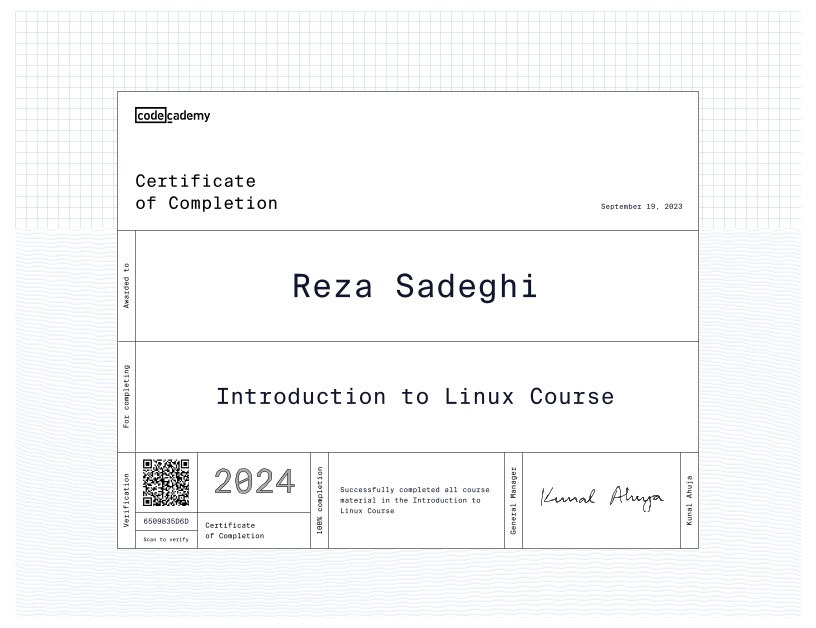 codecademy
Certificate
of Completion
September 19, 2023
Awarded to
Reza Sadeghi
For completing
Introduction to Linux Course
Verification
6509835D6D
Scan to verify
2024
Certificate
of Completion
100% completion
Successfully completed all course
material in the Introduction to
Linux Course
General Manager
Kunal Ahuja
Kunal Ahuja